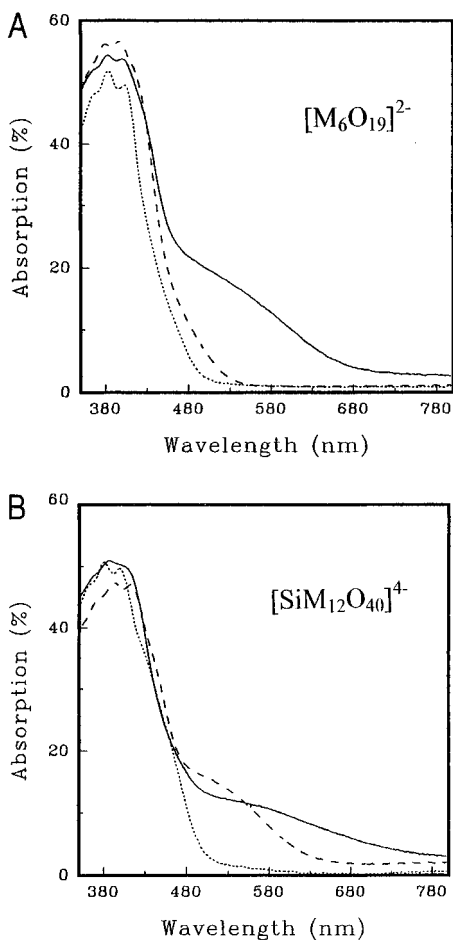 A
60
40
20
0
Absorption (%)
[M₆O₁₉]²⁻
380 480 580 680 780
Wavelength (nm)
B
60
40
20
0
Absorption (%)
[SiM₁₂O₄₀]⁴⁻
380 480 580 680 780
Wavelength (nm)